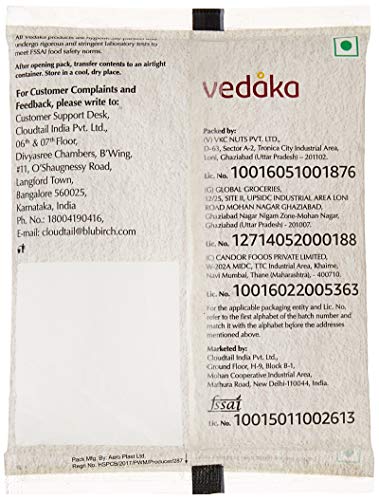 All Vedaka products
undergo rigorous and stringent laboratory tests to
meet FSSAI food safety norms.
After opening pack, transfer contents to an airtight
container. Store in a cool, dry place.
For Customer Complaints and
Feedback, please write to:
Customer Support Desk,
Cloudtail India Pvt. Ltd.,
06th & 07th Floor,
Divyasree Chambers, B'Wing,
#11, O'Shaugnessy Road,
Langford Town,
Bangalore 560025,
Karnataka, India
Ph. No.: 18004190416,
E-mail: cloudtail@blubirch.com
Pack Mfg. By: Aero Plast Ltd.
Regn No. HSPCB/2017/PWM/Producer/287
vedaka
Packed by:
(V) VKC NUTS PVT. LTD.,
D-63, Sector A-2, Tronica City Industrial Area,
Loni, Ghaziabad (Uttar Pradesh) – 201102.
Lic. No. 10016051001876
(G) GLOBAL GROCERIES,
12/25, SITE II, UPSIDC INDUSTRIAL AREA LONI
ROAD MOHAN NAGAR GHAZIABAD,
Ghaziabad Nagar Nigam Zone-Mohan Nagar,
Ghaziabad (Uttar Pradesh) - 201007.
Lic. No. 12714052000188
(C) CANDOR FOODS PRIVATE LIMITED,
W-202A MIDC, TTC Industrial Area, Khairne,
Navi Mumbai, Thane (Maharashtra), - 400710.
Lic. No. 10016022005363
For the applicable packaging entity and Lic. No.,
refer to the first alphabet of the batch number and
match it with the alphabet before the addresses
mentioned above.
Marketed by:
Cloudtail India Pvt. Ltd.,
Ground Floor, H-9, Block B-1,
Mohan Cooperative Industrial Area,
Mathura Road, New Delhi-110044, India.
fssai
Lic. No. 10015011002613